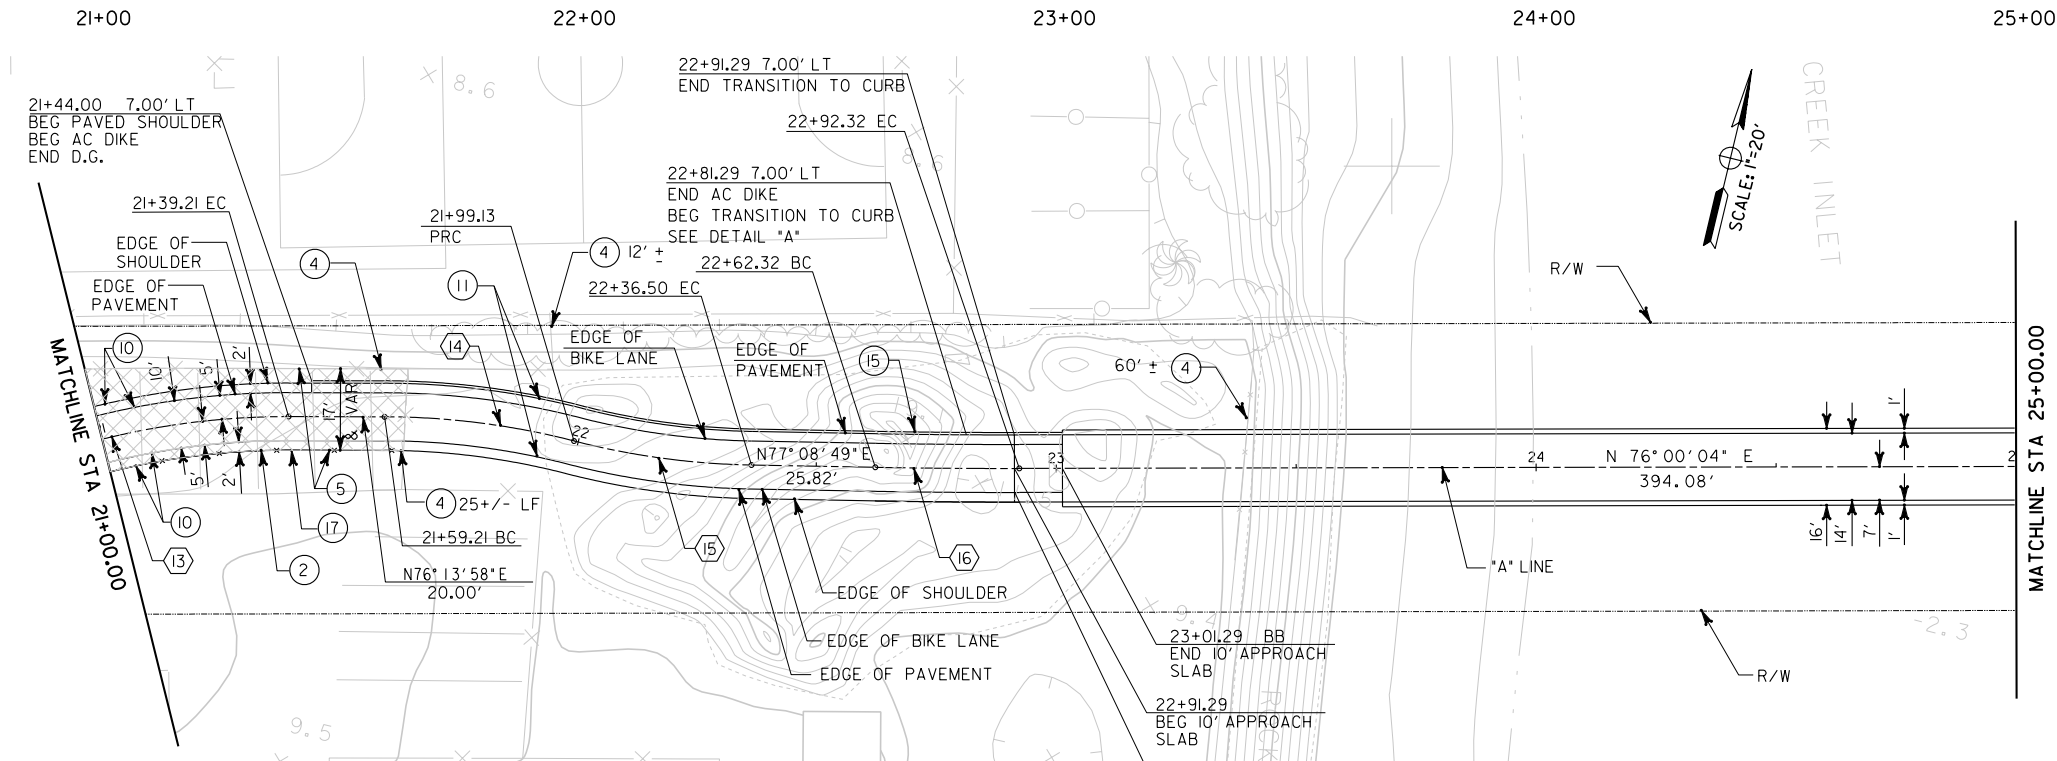 21+00
22+00
23+00
24+00
25+00
22+91.29 7.00' LT
END TRANSITION TO CURB
8.6
21+44.00 7.00' LT
BEG PAVED SHOULDER
BEG AC DIKE
END D.G.
22+92.32 EC
8.6
CREEK INLET
SCALE: 1"=20'
22+81.29 7.00' LT
END AC DIKE
BEG TRANSITION TO CURB
SEE DETAIL "A"
21+39.21 EC
21+99.13
PRC
EDGE OF
SHOULDER
4
4 12' ±
22+62.32 BC
R/W
EDGE OF
PAVEMENT
11
22+36.50 EC
MATCHLINE STA 21+00.00
10
10'
5'
2'
14
EDGE OF
BIKE LANE
EDGE OF
PAVEMENT
15
60' ± 4
17'
& VAR
22
N77°08'49"E
25.82'
23
24
N 76°00'04" E
394.08'
2
1'
MATCHLINE STA 25+00.00
5'
2'
5
4 25+/- LF
10
17
21+59.21 BC
15
16
16'
14'
7'
1'
13
2
N76°13'58"E
20.00'
"A" LINE
EDGE OF SHOULDER
9.2
-2.3
EDGE OF BIKE LANE
23+01.29 BB
END 10' APPROACH
SLAB
EDGE OF PAVEMENT
R/W
22+91.29
BEG 10' APPROACH
SLAB
9.5
ROCK